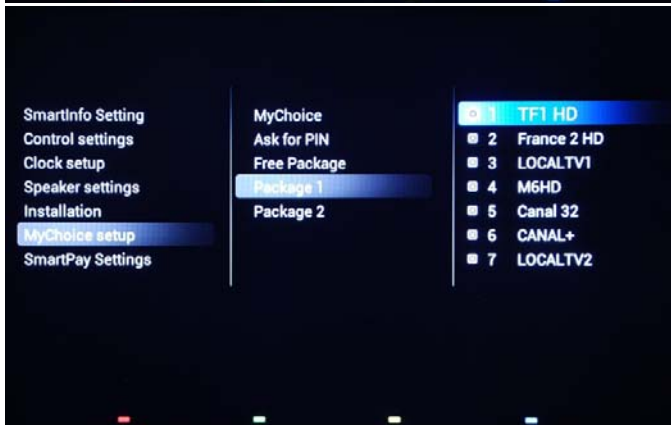 SmartInfo Setting
Control settings
Clock setup
Speaker settings
Installation
MyChoice setup
SmartPay Settings
MyChoice
Ask for PIN
Free Package
Package 1
Package 2
1 TF1 HD
2 France 2 HD
3 LOCALTV1
4 M6HD
5 Canal 32
6 CANAL+
7 LOCALTV2